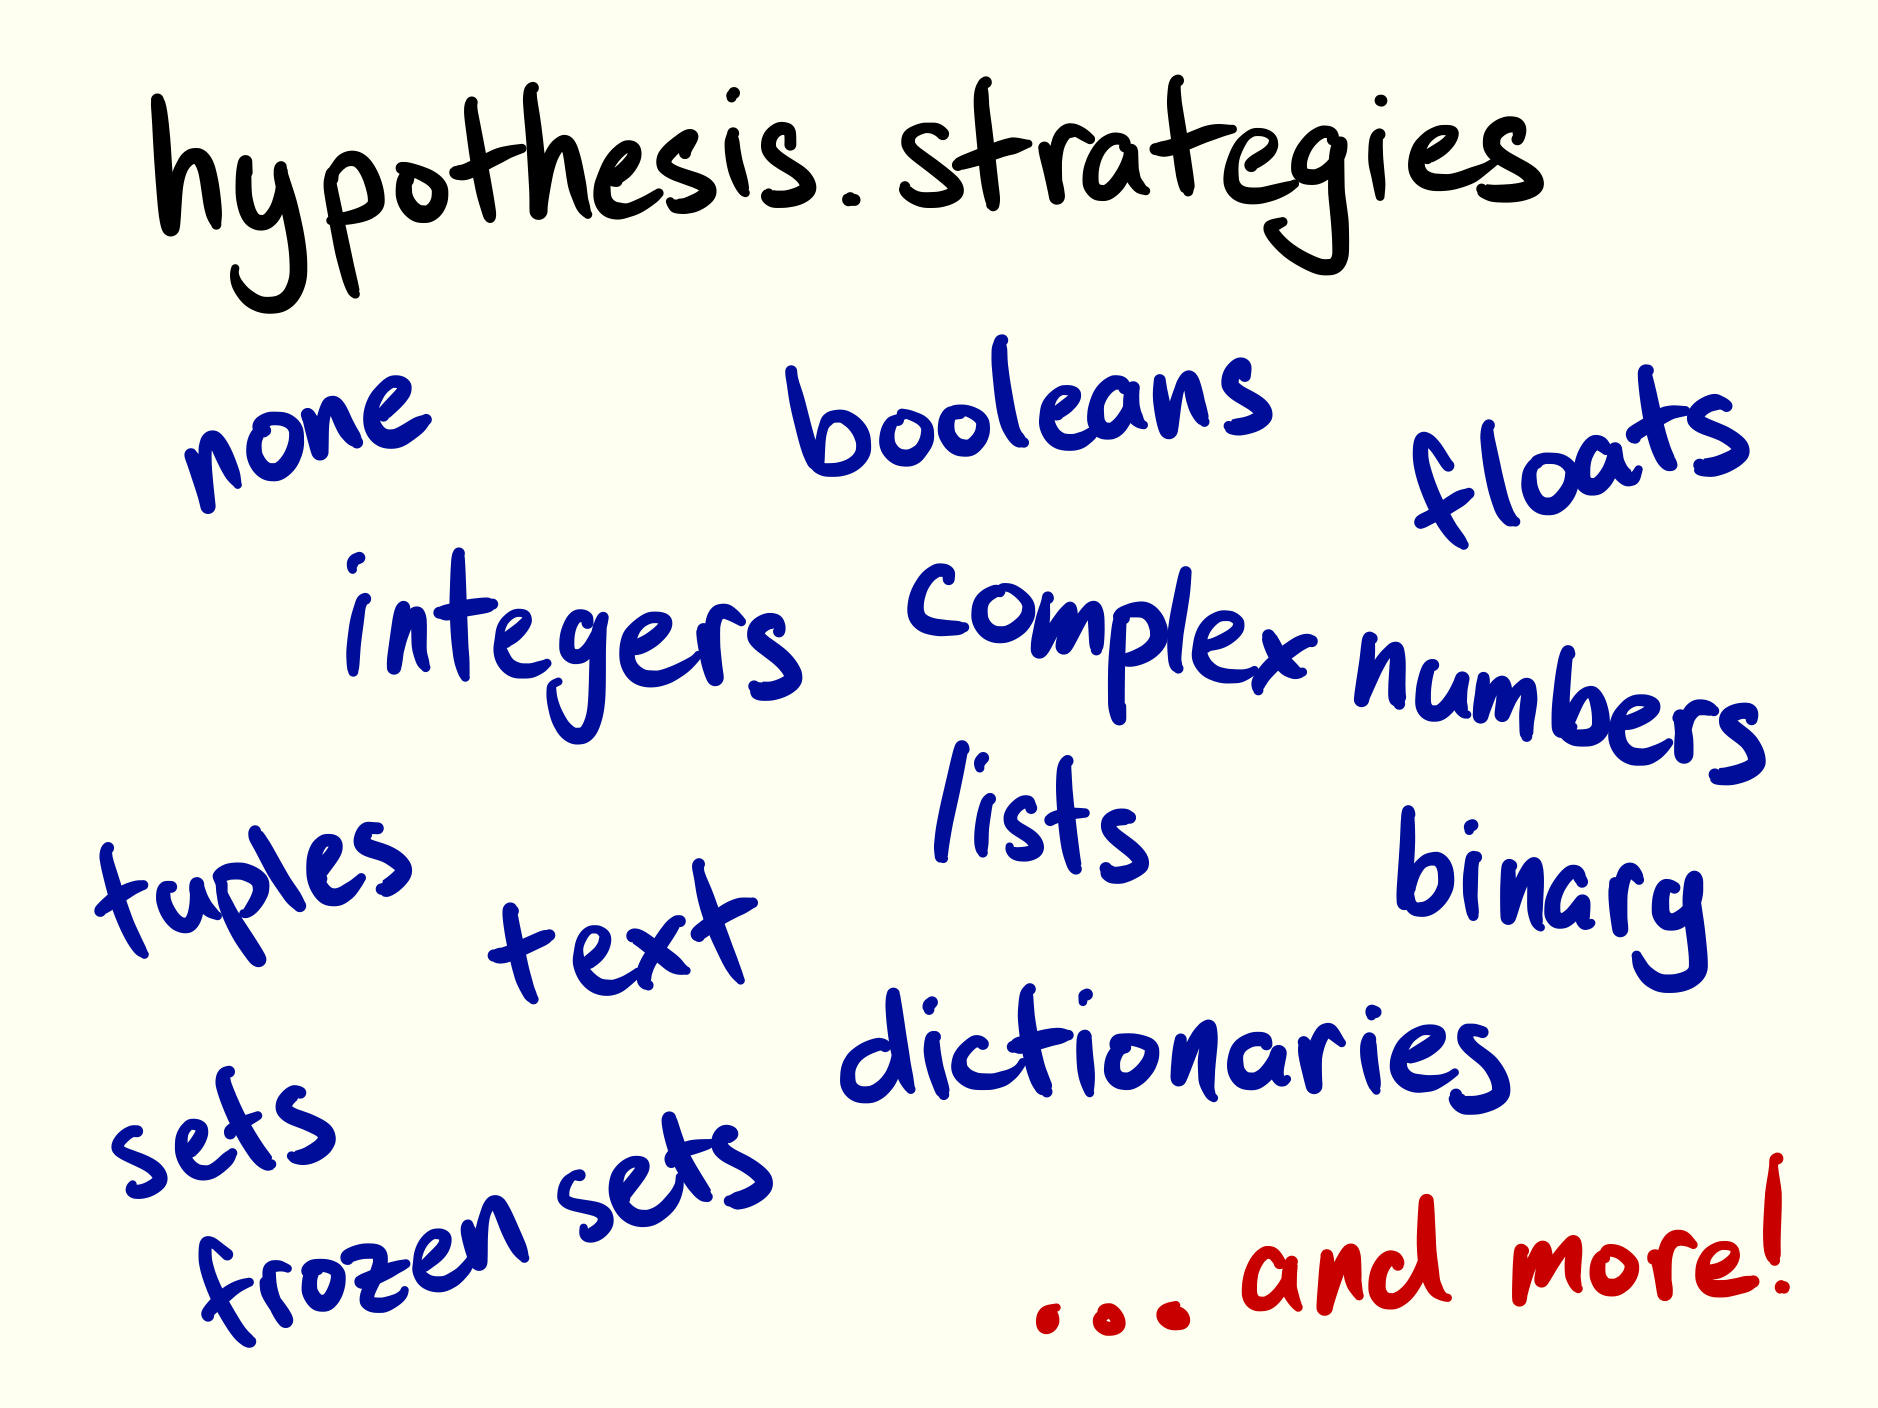 hypothesis.strategies
none
booleans
floats
integers
complex numbers
lists
tuples
text
binary
dictionaries
sets
frozen sets
... and more!